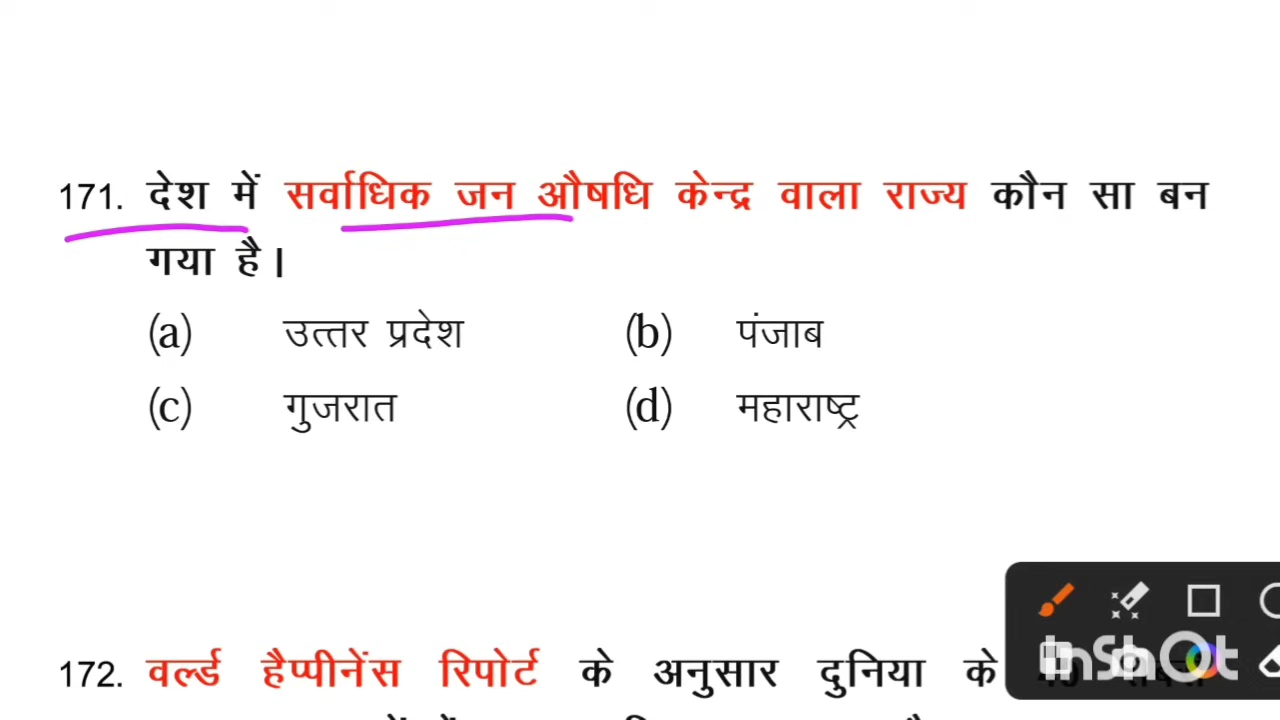 171. देश में सर्वाधिक जन औषधि केन्द्र वाला राज्य कौन सा बन
गया है।
(a) उत्तर प्रदेश (b) पंजाब
(c) गुजरात (d) महाराष्ट्र
172. वर्ल्ड हैप्पीनेंस रिपोर्ट के अनुसार दुनिया के
InShOt